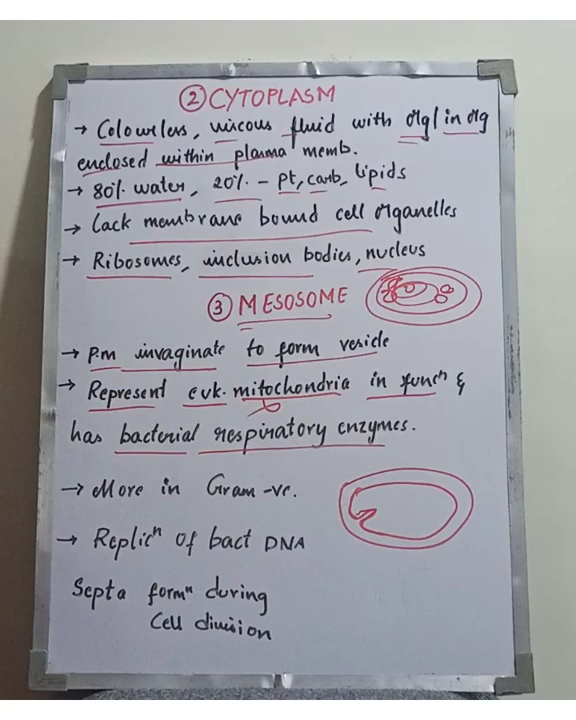 ② CYTOPLASM
→ Colourless, viscous fluid with org/inorg
enclosed within plasma memb.
→ 80% water, 20% - pt, carb, lipids
→ Lack membrane bound cell organelles
→ Ribosomes, inclusion bodies, nucleus
③ MESOSOME
→ P.m invaginate to form vesicle
→ Represent euk. mitochondria in funcⁿ &
has bacterial respiratory enzymes.
→ More in Gram -ve.
→ Replicⁿ of bact DNA
Septa formⁿ during
Cell division